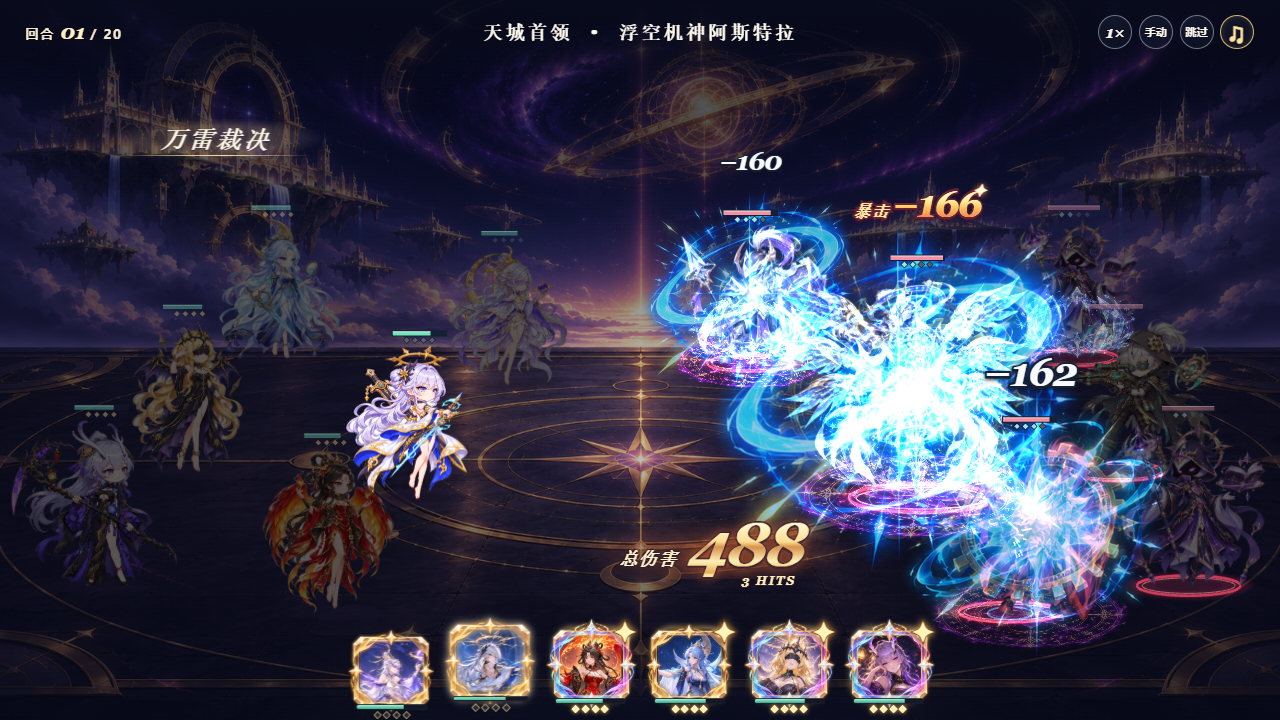 回合 01 / 20
天城首领 · 浮空机神阿斯特拉
1×
手动
跳过
万雷裁决
-160
暴击-166
-162
总伤害 488
3 HITS